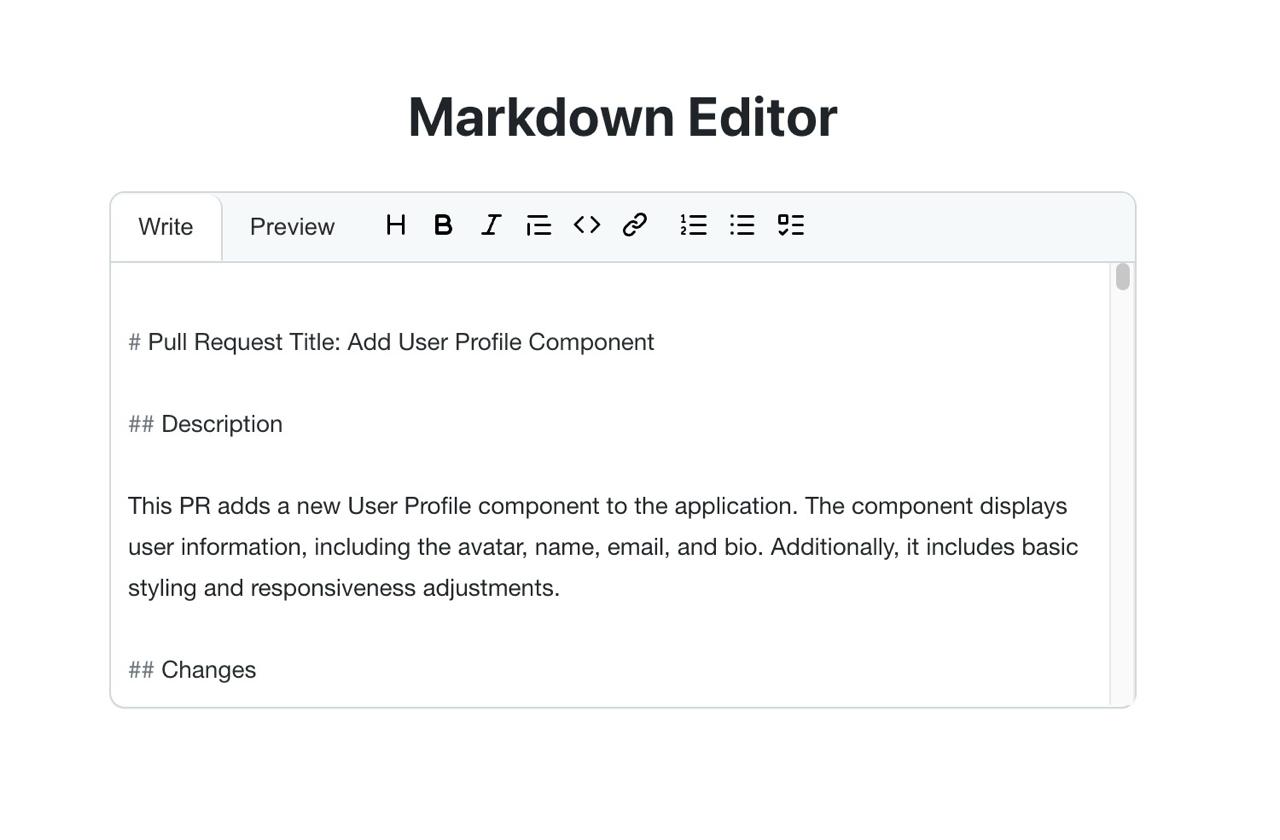 Markdown Editor
Write Preview H B I
# Pull Request Title: Add User Profile Component
## Description
This PR adds a new User Profile component to the application. The component displays
user information, including the avatar, name, email, and bio. Additionally, it includes basic
styling and responsiveness adjustments.
## Changes